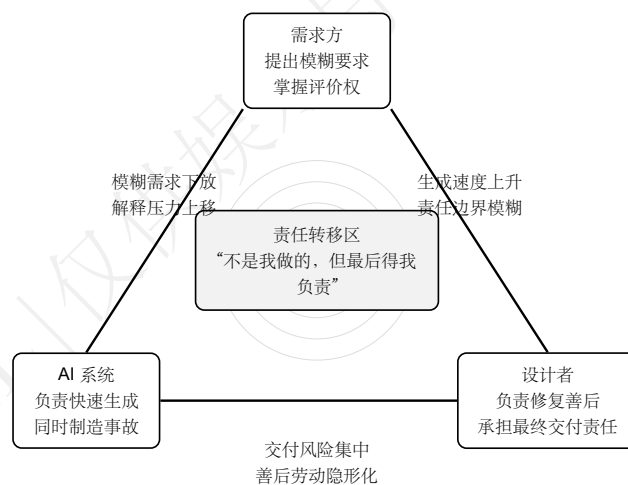 需求方
提出模糊要求
掌握评价权
模糊需求下放
解释压力上移
生成速度上升
责任边界模糊
责任转移区
“不是我做的，但最后得我
负责”
AI 系统
负责快速生成
同时制造事故
设计者
负责修复善后
承担最终交付责任
交付风险集中
善后劳动隐形化
仅供娱